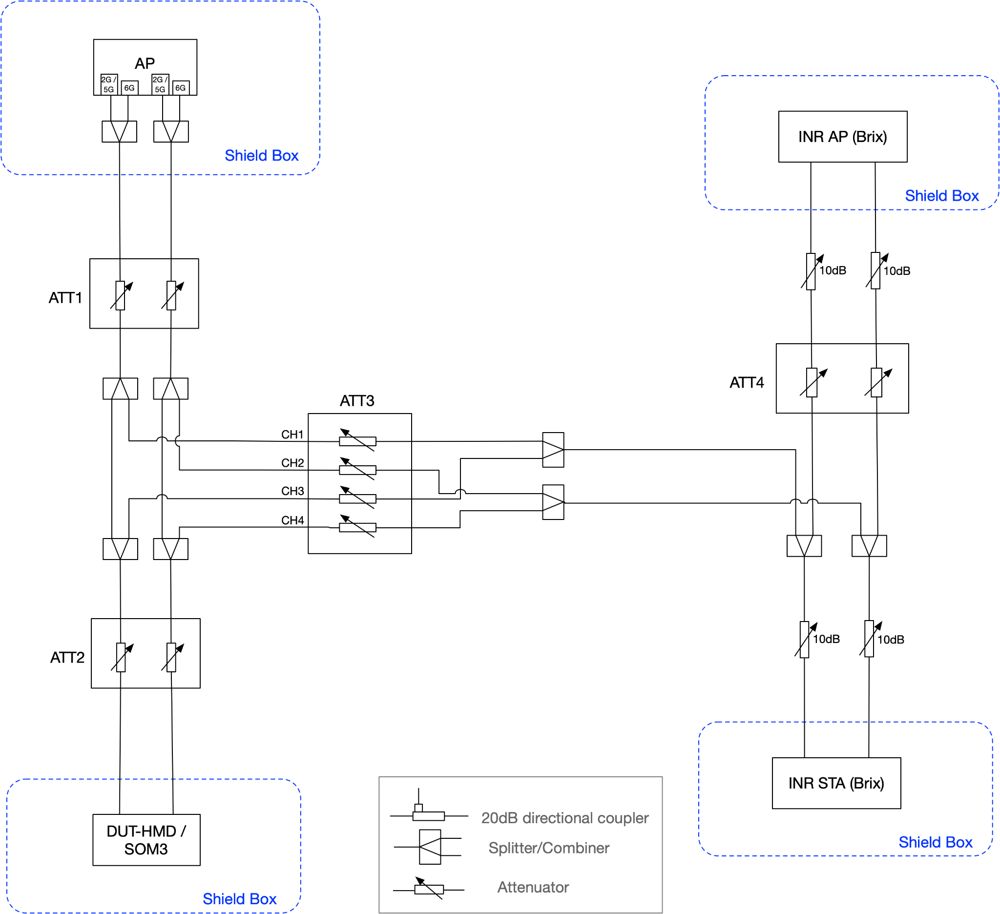 AP
2G /
5G
6G
2G /
5G
6G
Shield Box
INR AP (Brix)
Shield Box
10dB
10dB
ATT1
ATT4
ATT3
CH1
CH2
CH3
CH4
10dB
10dB
ATT2
INR STA (Brix)
Shield Box
DUT-HMD /
SOM3
Shield Box
20dB directional coupler
Splitter/Combiner
Attenuator